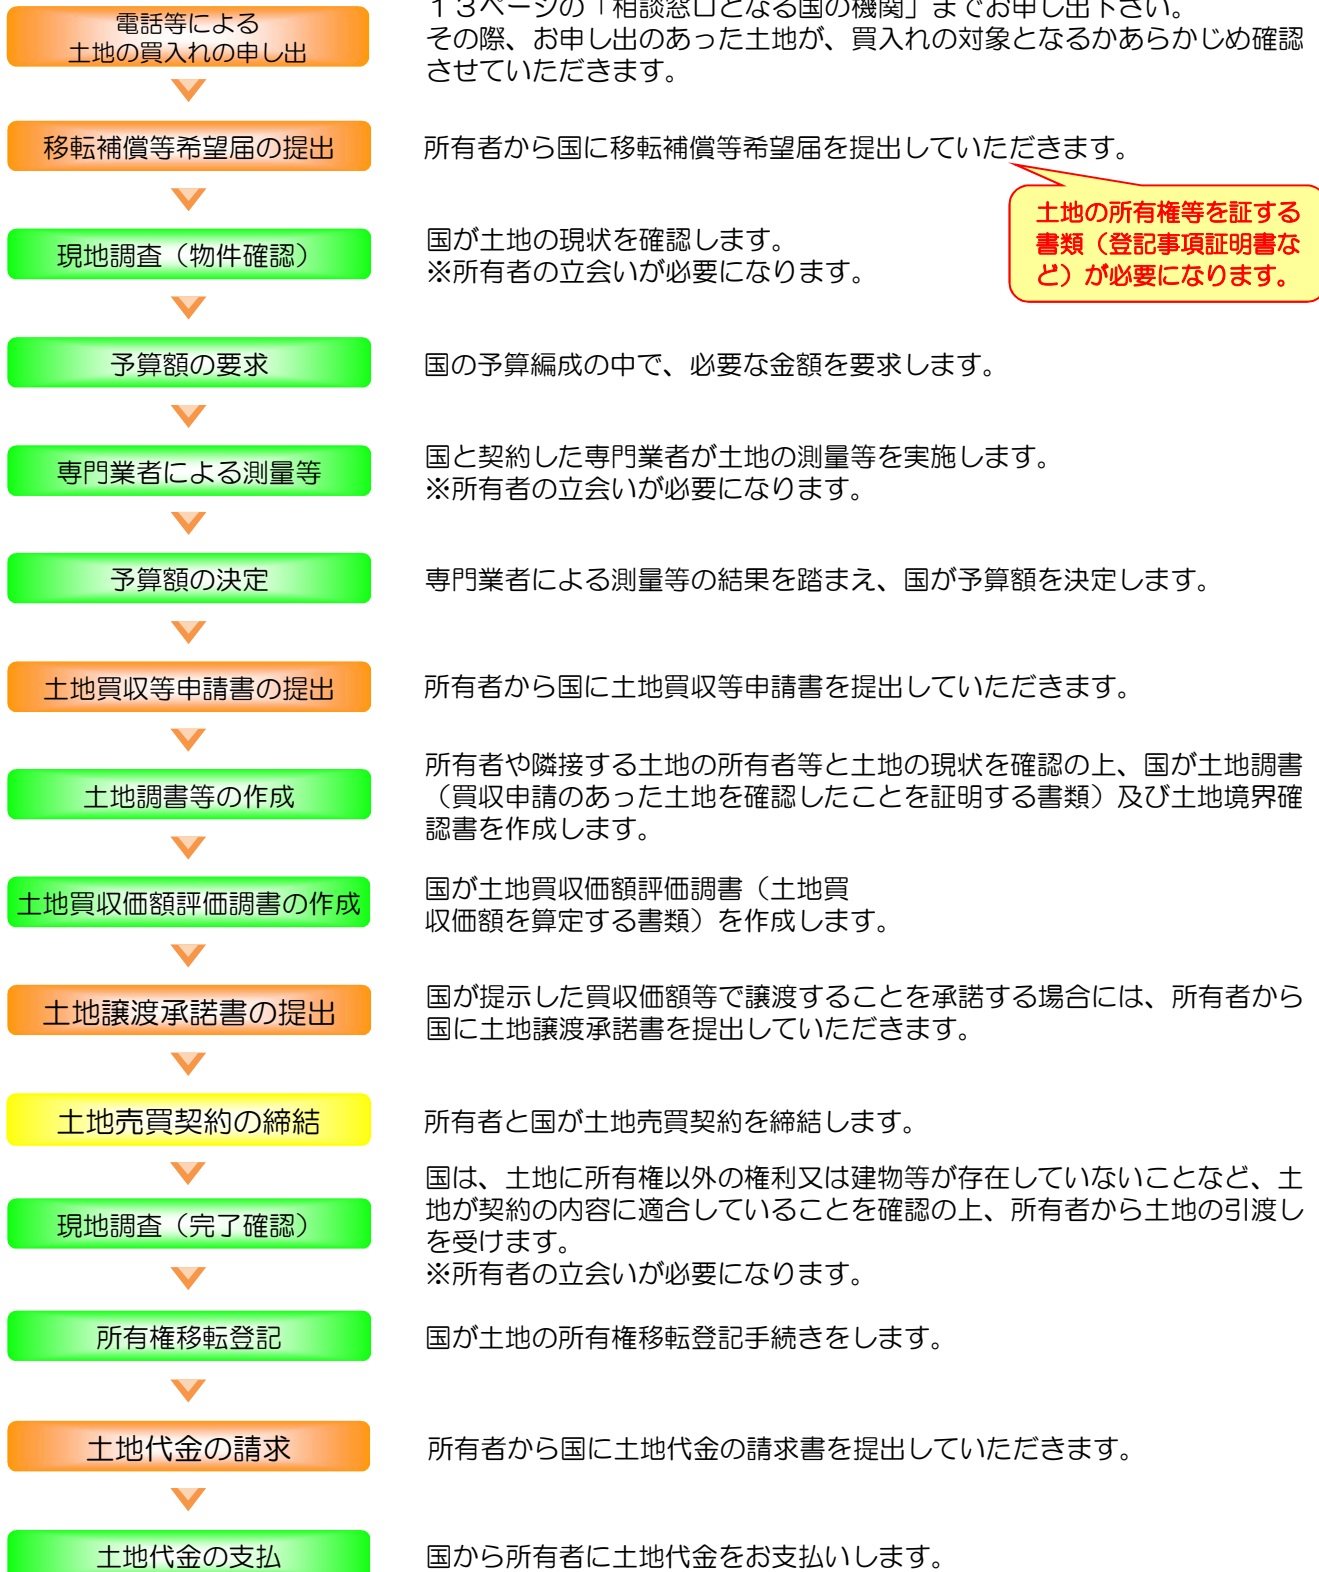 電話等による
土地の買入れの申し出
１３ページの「相談窓口となる国の機関」までお申し出下さい。
その際、お申し出のあった土地が、買入れの対象となるかあらかじめ確認
させていただきます。
移転補償等希望届の提出
所有者から国に移転補償等希望届を提出していただきます。
土地の所有権等を証する
書類（登記事項証明書な
ど）が必要になります。
現地調査（物件確認）
国が土地の現状を確認します。
※所有者の立会いが必要になります。
予算額の要求
国の予算編成の中で、必要な金額を要求します。
専門業者による測量等
国と契約した専門業者が土地の測量等を実施します。
※所有者の立会いが必要になります。
予算額の決定
専門業者による測量等の結果を踏まえ、国が予算額を決定します。
土地買収等申請書の提出
所有者から国に土地買収等申請書を提出していただきます。
土地調書等の作成
所有者や隣接する土地の所有者等と土地の現状を確認の上、国が土地調書
（買収申請のあった土地を確認したことを証明する書類）及び土地境界確
認書を作成します。
土地買収価額評価調書の作成
国が土地買収価額評価調書（土地買
収価額を算定する書類）を作成します。
土地譲渡承諾書の提出
国が提示した買収価額等で譲渡することを承諾する場合には、所有者から
国に土地譲渡承諾書を提出していただきます。
土地売買契約の締結
所有者と国が土地売買契約を締結します。
現地調査（完了確認）
国は、土地に所有権以外の権利又は建物等が存在していないことなど、土
地が契約の内容に適合していることを確認の上、所有者から土地の引渡し
を受けます。
※所有者の立会いが必要になります。
所有権移転登記
国が土地の所有権移転登記手続きをします。
土地代金の請求
所有者から国に土地代金の請求書を提出していただきます。
土地代金の支払
国から所有者に土地代金をお支払いします。